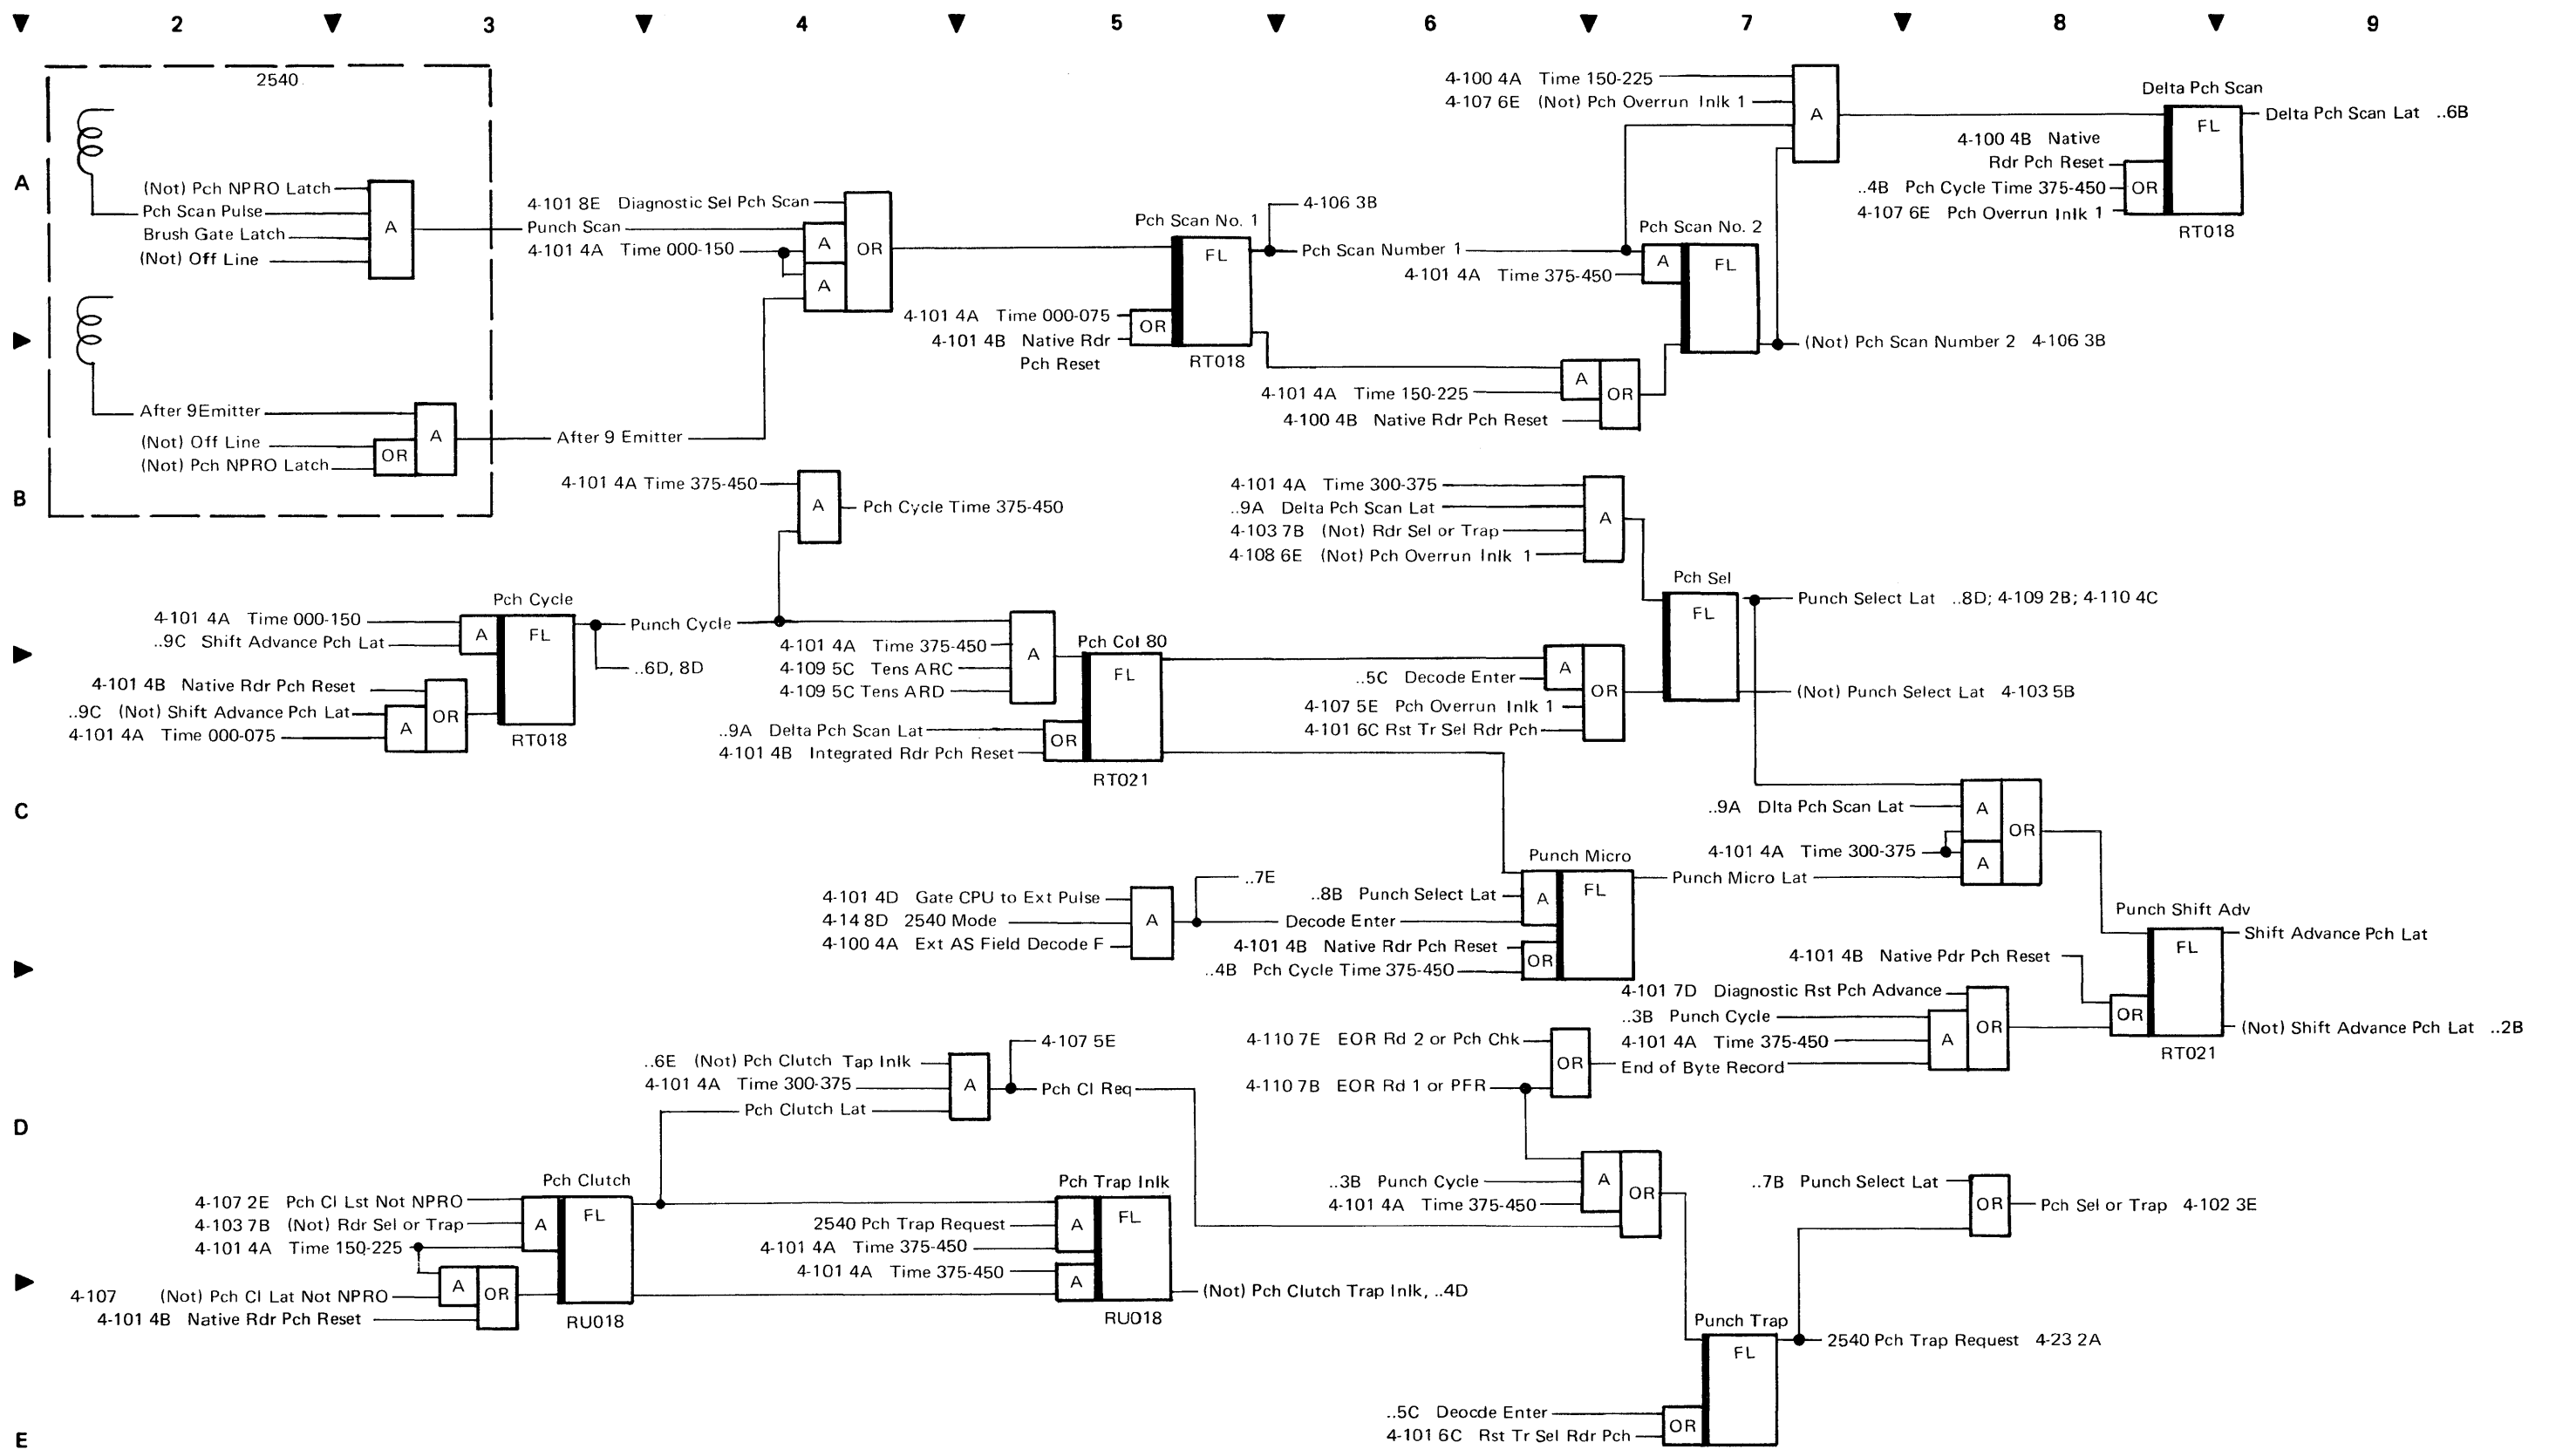 2 3 4 5 6 7 8 9
A
B
C
D
E
2540
(Not) Pch NPRO Latch
Pch Scan Pulse
Brush Gate Latch
(Not) Off Line
A
After 9Emitter
(Not) Off Line
(Not) Pch NPRO Latch
OR
A
4-101 8E Diagnostic Sel Pch Scan
Punch Scan
4-101 4A Time 000-150
A
A
OR
After 9 Emitter
4-101 4A Time 000-075
4-101 4B Native Rdr
Pch Reset
OR
Pch Scan No. 1
FL
RT018
4-106 3B
Pch Scan Number 1
4-101 4A Time 375-450
A
Pch Scan No. 2
FL
4-101 4A Time 150-225
4-100 4B Native Rdr Pch Reset
A
OR
(Not) Pch Scan Number 2 4-106 3B
4-100 4A Time 150-225
4-107 6E (Not) Pch Overrun Inlk 1
A
Delta Pch Scan
FL
4-100 4B Native
Rdr Pch Reset
..4B Pch Cycle Time 375-450
4-107 6E Pch Overrun Inlk 1
OR
RT018
Delta Pch Scan Lat ..6B
4-101 4A Time 375-450
A
Pch Cycle Time 375-450
4-101 4A Time 000-150
..9C Shift Advance Pch Lat
A
Pch Cycle
FL
4-101 4B Native Rdr Pch Reset
..9C (Not) Shift Advance Pch Lat
4-101 4A Time 000-075
A
OR
RT018
Punch Cycle
..6D, 8D
4-101 4A Time 375-450
4-109 5C Tens ARC
4-109 5C Tens ARD
A
Pch Col 80
FL
..9A Delta Pch Scan Lat
4-101 4B Integrated Rdr Pch Reset
OR
RT021
4-101 4A Time 300-375
..9A Delta Pch Scan Lat
4-103 7B (Not) Rdr Sel or Trap
4-108 6E (Not) Pch Overrun Inlk 1
A
Pch Sel
FL
..5C Decode Enter
4-107 5E Pch Overrun Inlk 1
4-101 6C Rst Tr Sel Rdr Pch
A
OR
Punch Select Lat ..8D; 4-109 2B; 4-110 4C
(Not) Punch Select Lat 4-103 5B
..9A Dlta Pch Scan Lat
4-101 4A Time 300-375
Punch Micro Lat
A
A
OR
4-101 4D Gate CPU to Ext Pulse
4-14 8D 2540 Mode
4-100 4A Ext AS Field Decode F
A
..7E
Decode Enter
..8B Punch Select Lat
4-101 4B Native Rdr Pch Reset
..4B Pch Cycle Time 375-450
A
OR
Punch Micro
FL
Punch Shift Adv
FL
Shift Advance Pch Lat
4-101 4B Native Pdr Pch Reset
4-101 7D Diagnostic Rst Pch Advance
..3B Punch Cycle
4-101 4A Time 375-450
End of Byte Record
A
OR
OR
RT021
(Not) Shift Advance Pch Lat ..2B
..6E (Not) Pch Clutch Tap Inlk
4-101 4A Time 300-375
Pch Clutch Lat
A
4-107 5E
Pch Cl Req
4-110 7E EOR Rd 2 or Pch Chk
4-110 7B EOR Rd 1 or PFR
OR
4-107 2E Pch Cl Lst Not NPRO
4-103 7B (Not) Rdr Sel or Trap
4-101 4A Time 150-225
A
Pch Clutch
FL
4-107 (Not) Pch Cl Lat Not NPRO
4-101 4B Native Rdr Pch Reset
A
OR
RU018
2540 Pch Trap Request
4-101 4A Time 375-450
4-101 4A Time 375-450
A
A
Pch Trap Inlk
FL
RU018
(Not) Pch Clutch Trap Inlk, ..4D
..3B Punch Cycle
4-101 4A Time 375-450
A
OR
..7B Punch Select Lat
OR
Pch Sel or Trap 4-102 3E
Punch Trap
FL
2540 Pch Trap Request 4-23 2A
..5C Deocde Enter
4-101 6C Rst Tr Sel Rdr Pch
OR